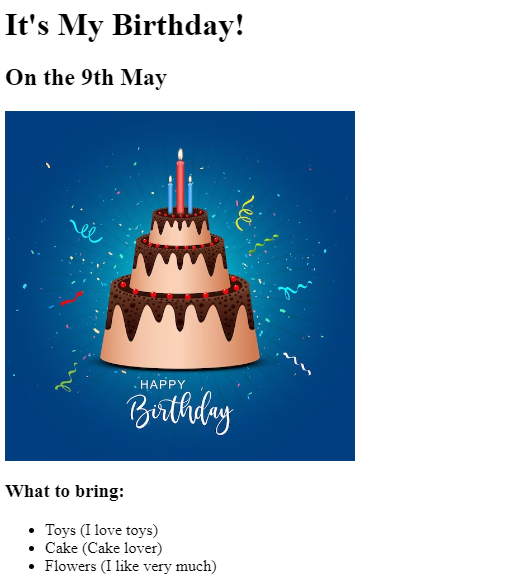 It's My Birthday!
On the 9th May
HAPPY
Birthday
What to bring:
Toys (I love toys)
Cake (Cake lover)
Flowers (I like very much)